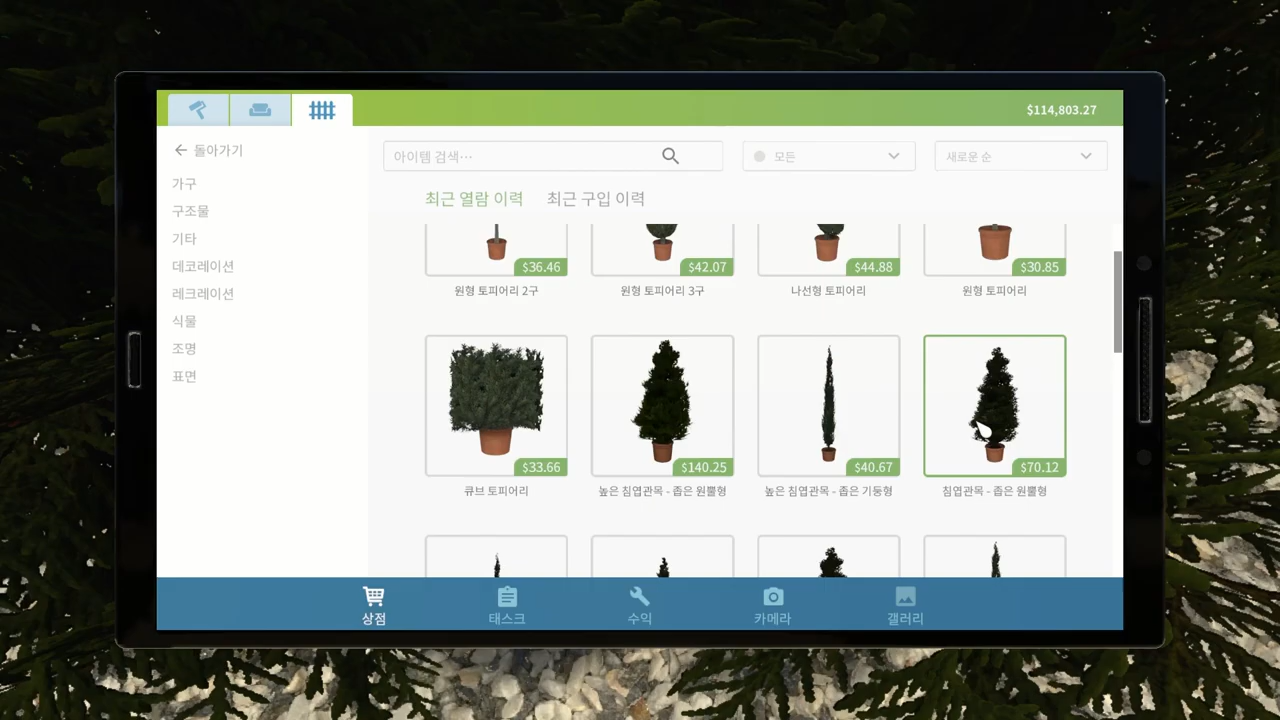 $114,803.27
돌아가기
가구
구조물
기타
데코레이션
레크레이션
식물
조명
표면
아이템 검색…
모든
새로운 순
최근 열람 이력
최근 구입 이력
$36.46
$42.07
$44.88
$30.85
원형 토피어리 2구
원형 토피어리 3구
나선형 토피어리
원형 토피어리
$33.66
$140.25
$40.67
$70.12
큐브 토피어리
높은 침엽관목 - 좁은 원뿔형
높은 침엽관목 - 좁은 기둥형
침엽관목 - 좁은 원뿔형
상점
태스크
수익
카메라
갤러리